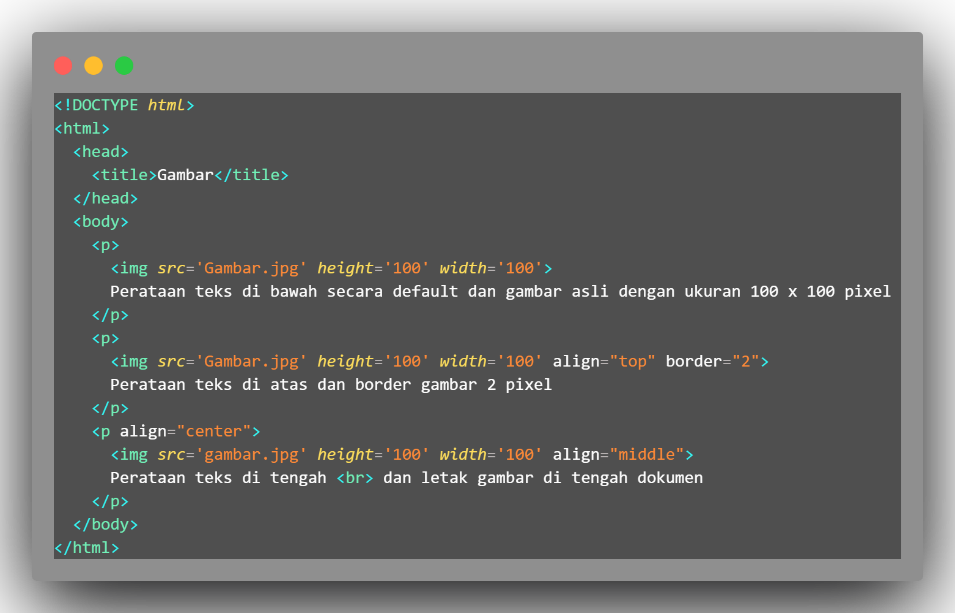 <!DOCTYPE html>
<html>
<head>
<title>Gambar</title>
</head>
<body>
<p>
<img src='Gambar.jpg' height='100' width='100'>
Perataan teks di bawah secara default dan gambar asli dengan ukuran 100 x 100 pixel
</p>
<p>
<img src='Gambar.jpg' height='100' width='100' align="top" border="2">
Perataan teks di atas dan border gambar 2 pixel
</p>
<p align="center">
<img src='gambar.jpg' height='100' width='100' align="middle">
Perataan teks di tengah <br> dan letak gambar di tengah dokumen
</p>
</body>
</html>